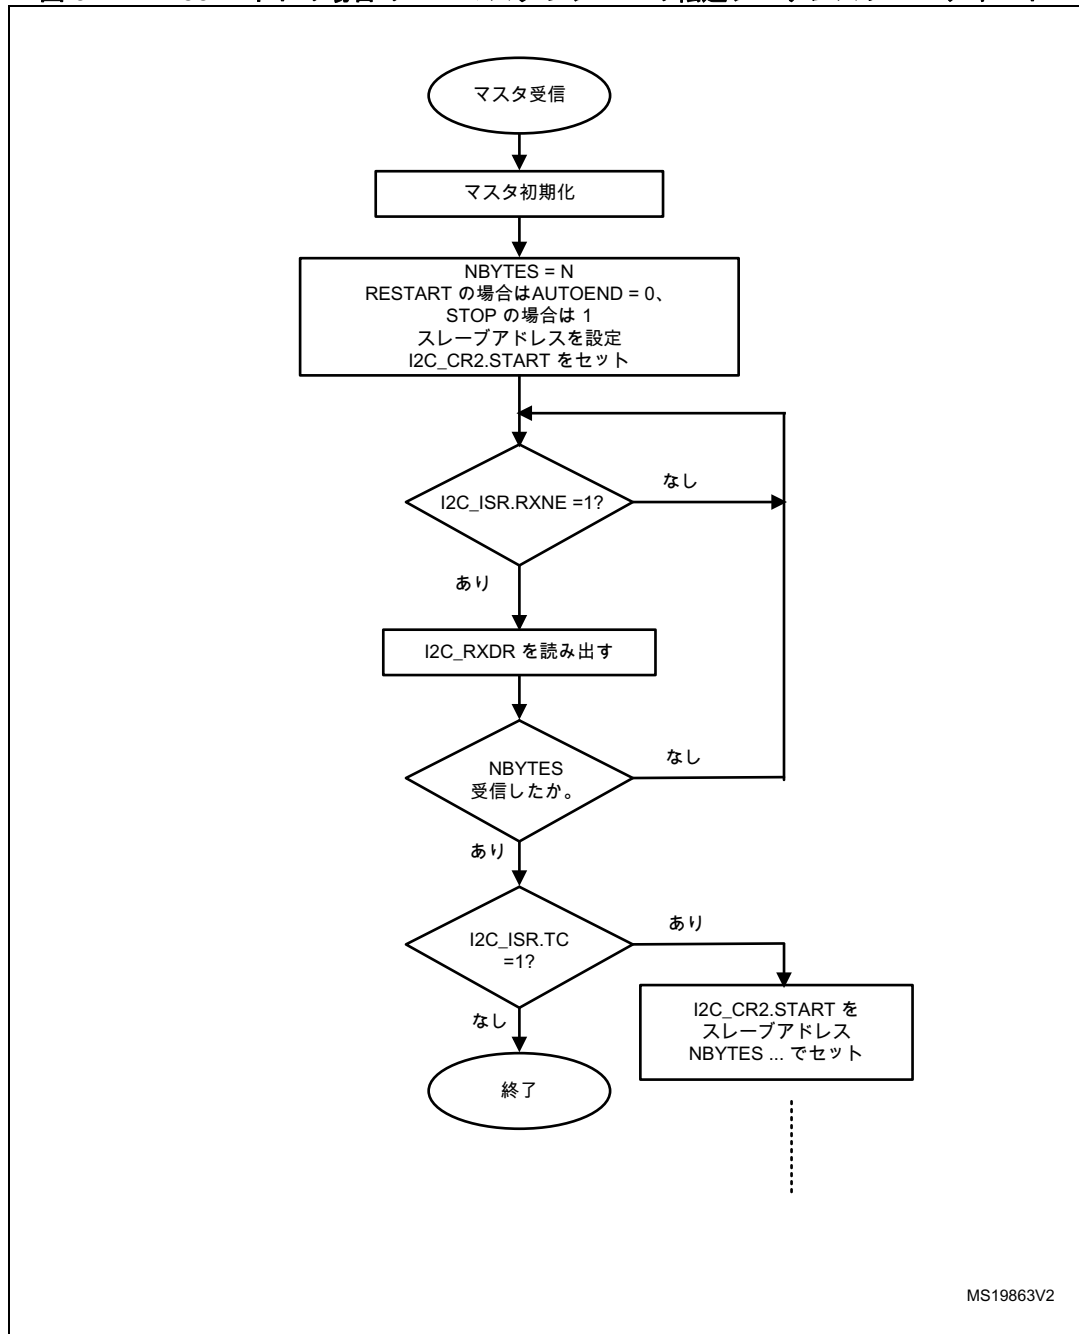 マスタ受信
マスタ初期化
NBYTES = N
RESTART の場合はAUTOEND = 0、
STOP の場合は 1
スレーブアドレスを設定
I2C_CR2.START をセット
I2C_ISR.RXNE =1?
なし
あり
I2C_RXDR を読み出す
NBYTES
受信したか。
なし
あり
I2C_ISR.TC
=1?
あり
なし
I2C_CR2.START を
スレーブアドレス
NBYTES ... でセット
終了
MS19863V2